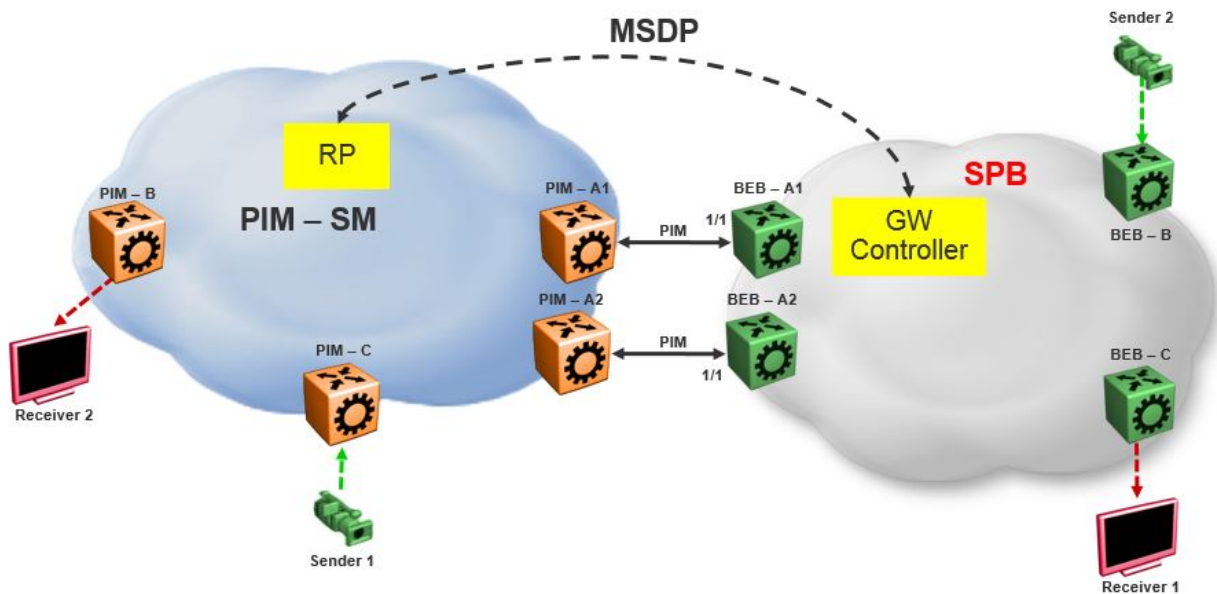 MSDP
Sender 2
RP
PIM – B
PIM – SM
PIM – A1
PIM
1/1
BEB – A1
SPB
GW
Controller
BEB – B
PIM – A2
PIM
1/1
BEB – A2
PIM – C
BEB – C
Receiver 2
Sender 1
Receiver 1